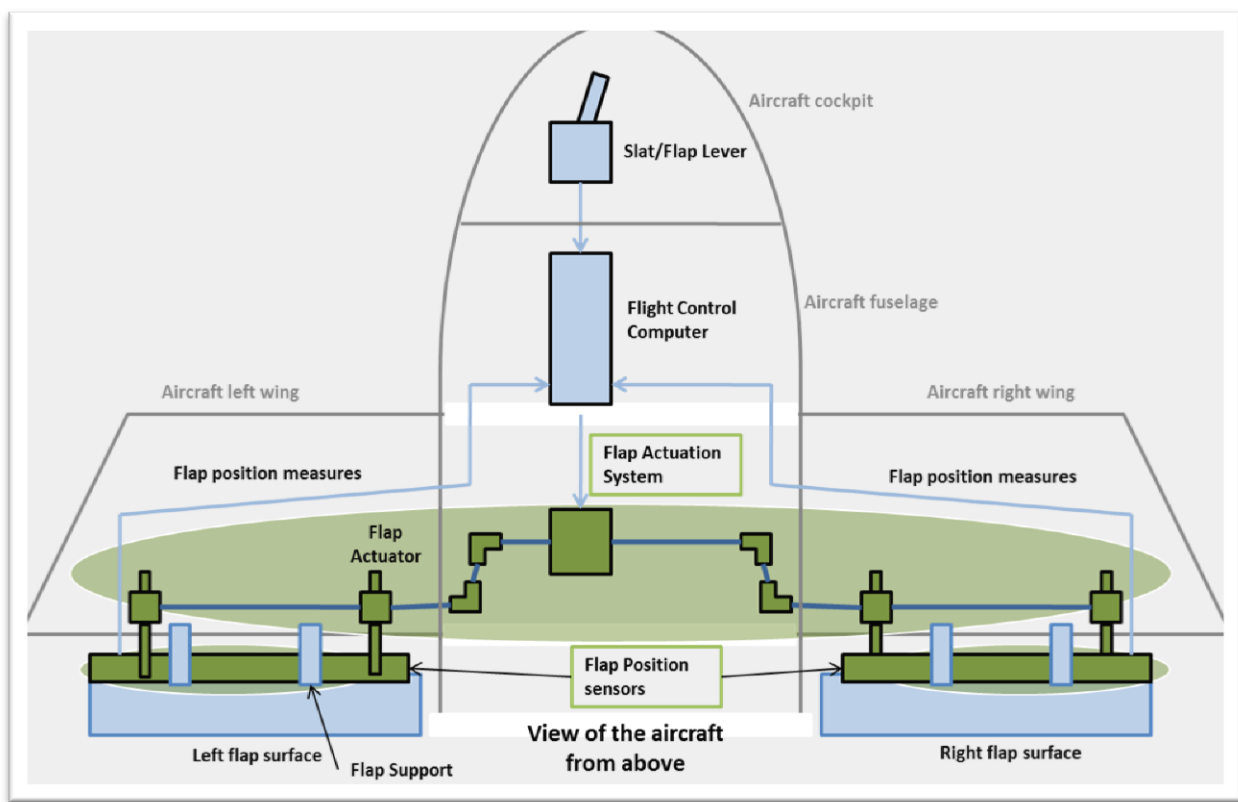 Aircraft cockpit
Slat/Flap Lever
Flight Control
Computer
Aircraft fuselage
Aircraft left wing
Aircraft right wing
Flap position measures
Flap Actuation
System
Flap position measures
Flap
Actuator
Flap Position
sensors
View of the aircraft
from above
Left flap surface
Flap Support
Right flap surface